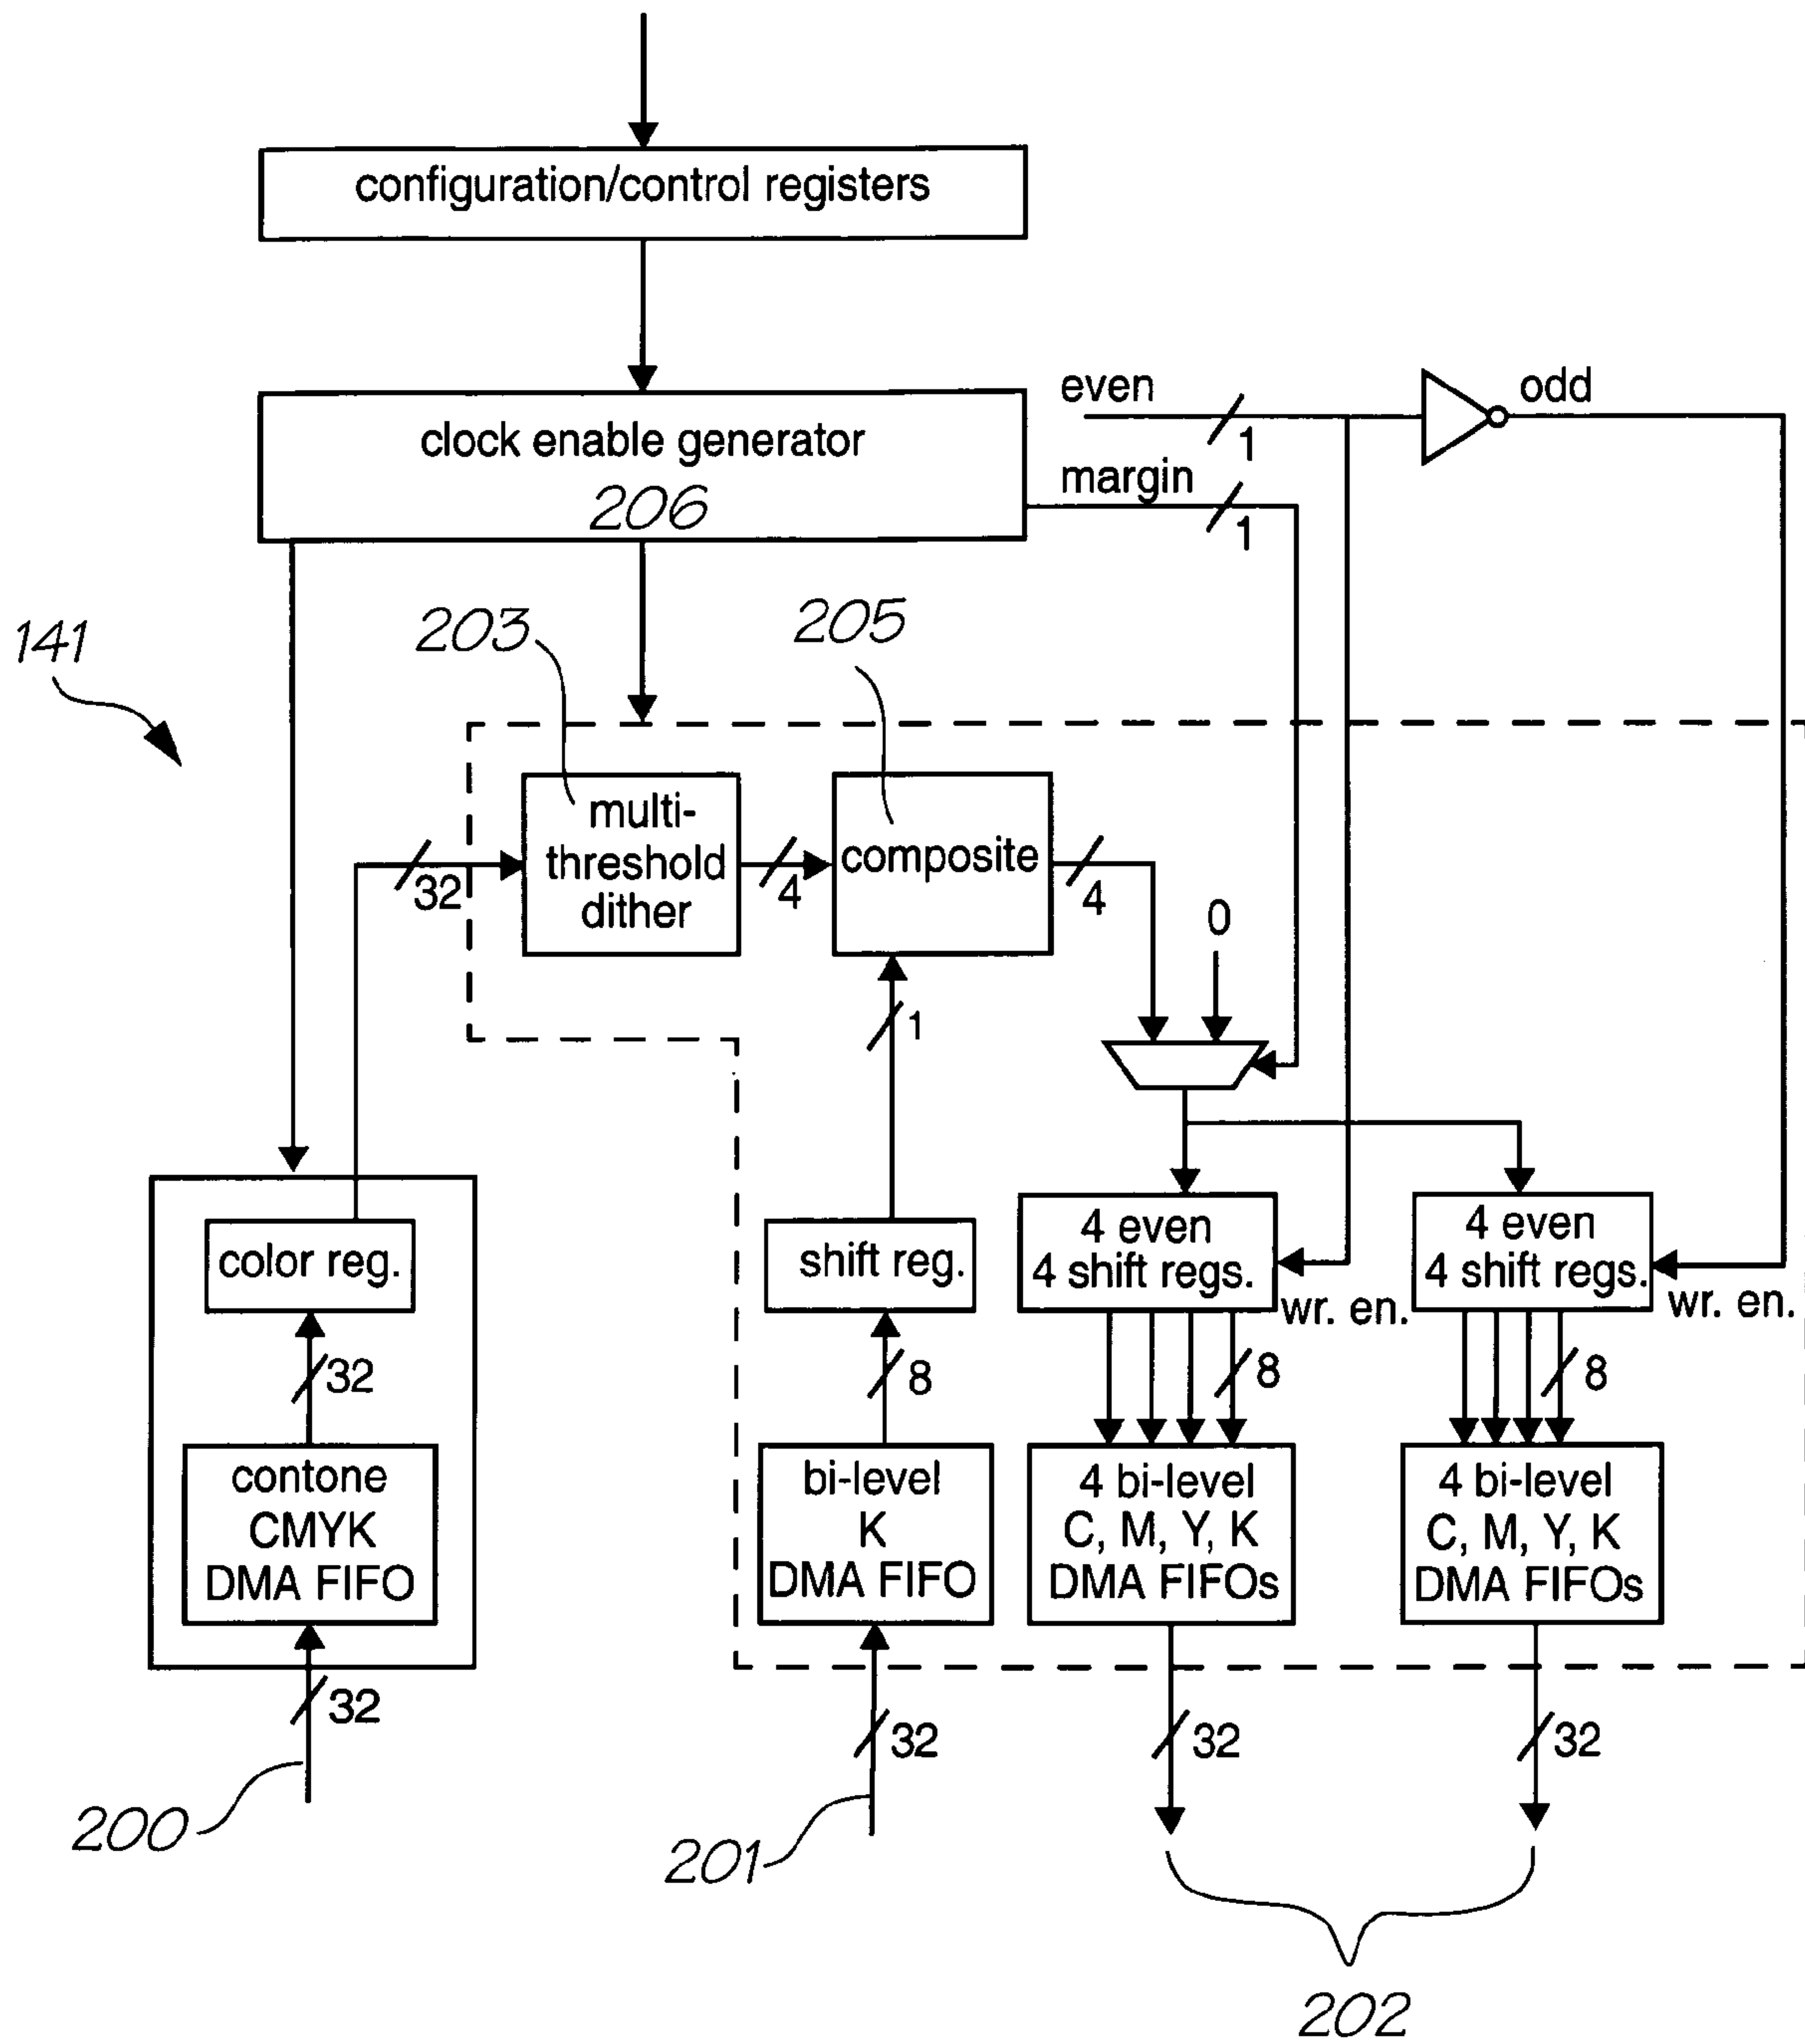 configuration/control registers
even
odd
1
clock enable generator
206
margin
1
141
203
205
multi-
threshold
dither
composite
32
4
4
0
1
color reg.
shift reg.
4 even
4 shift regs.
wr. en.
4 even
4 shift regs.
wr. en.
32
8
8
8
contone
CMYK
DMA FIFO
bi-level
K
DMA FIFO
4 bi-level
C, M, Y, K
DMA FIFOs
4 bi-level
C, M, Y, K
DMA FIFOs
32
32
32
32
200
201
202